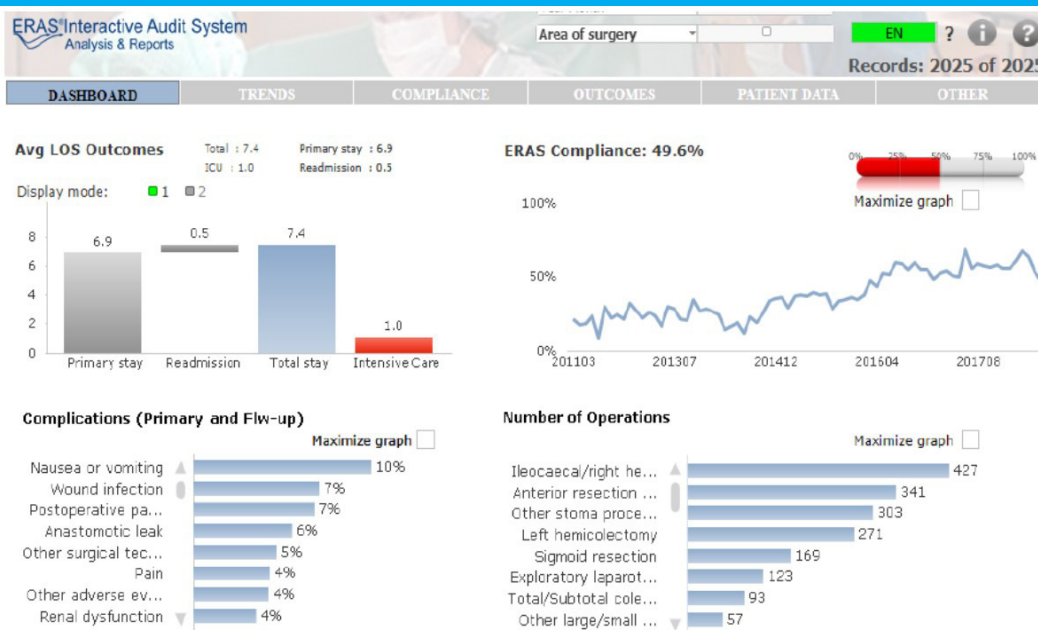 ERAS® Interactive Audit System
Analysis & Reports
Area of surgery
EN
?
i
?
Records: 2025 of 2025
DASHBOARD
TRENDS
COMPLIANCE
OUTCOMES
PATIENT DATA
OTHER
Avg LOS Outcomes
Total : 7.4
Primary stay : 6.9
ICU : 1.0
Readmission : 0.5
Display mode:
1
2
8
6
4
2
0
6.9
0.5
7.4
1.0
Primary stay
Readmission
Total stay
Intensive Care
ERAS Compliance: 49.6%
0%
25%
50%
75%
100%
Maximize graph
100%
50%
0%
201103
201307
201412
201604
201708
Complications (Primary and Flw-up)
Maximize graph
Nausea or vomiting
10%
Wound infection
7%
Postoperative pa...
7%
Anastomotic leak
6%
Other surgical tec...
5%
Pain
4%
Other adverse ev...
4%
Renal dysfunction
4%
Number of Operations
Maximize graph
Ileocaecal/right he...
427
Anterior resection ...
341
Other stoma proce...
303
Left hemicolectomy
271
Sigmoid resection
169
Exploratory laparot...
123
Total/Subtotal cole...
93
Other large/small ...
57